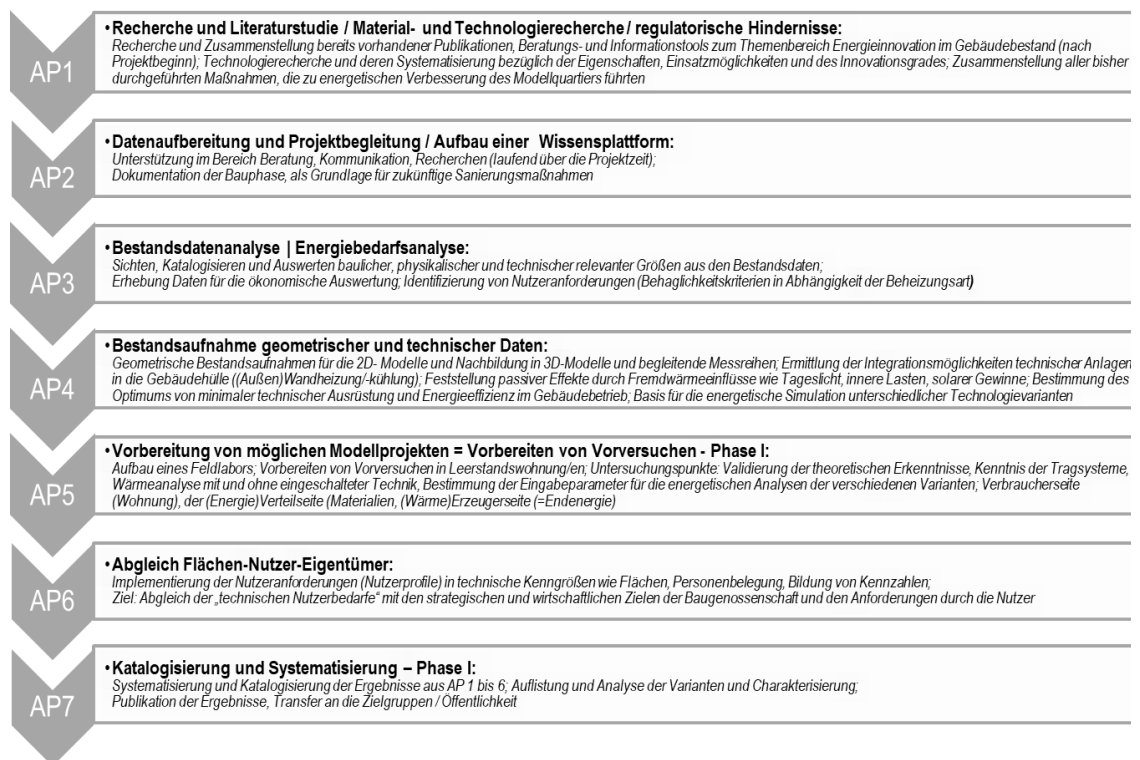 AP1
•Recherche und Literaturstudie / Material- und Technologierecherche / regulatorische Hindernisse:
Recherche und Zusammenstellung bereits vorhandener Publikationen, Beratungs- und Informationstools zum Themenbereich Energieinnovation im Gebäudebestand (nach
Projektbeginn); Technologierecherche und deren Systematisierung bezüglich der Eigenschaften, Einsatzmöglichkeiten und des Innovationsgrades; Zusammenstellung aller bisher
durchgeführten Maßnahmen, die zu energetischen Verbesserung des Modellquartiers führten
AP2
•Datenaufbereitung und Projektbegleitung / Aufbau einer Wissensplattform:
Unterstützung im Bereich Beratung, Kommunikation, Recherchen (laufend über die Projektzeit);
Dokumentation der Bauphase, als Grundlage für zukünftige Sanierungsmaßnahmen
AP3
•Bestandsdatenanalyse | Energiebedarfsanalyse:
Sichten, Katalogisieren und Auswerten baulicher, physikalischer und technischer relevanter Größen aus den Bestandsdaten;
Erhebung Daten für die ökonomische Auswertung; Identifizierung von Nutzeranforderungen (Behaglichkeitskriterien in Abhängigkeit der Beheizungsart)
AP4
•Bestandsaufnahme geometrischer und technischer Daten:
Geometrische Bestandsaufnahmen für die 2D- Modelle und Nachbildung in 3D-Modelle und begleitende Messreihen; Ermittlung der Integrationsmöglichkeiten technischer Anlagen
in die Gebäudehülle ((Außen)Wandheizung/-kühlung); Feststellung passiver Effekte durch Fremdwärmeeinflüsse wie Tageslicht, innere Lasten, solarer Gewinne; Bestimmung des
Optimums von minimaler technischer Ausrüstung und Energieeffizienz im Gebäudebetrieb; Basis für die energetische Simulation unterschiedlicher Technologievarianten
AP5
•Vorbereitung von möglichen Modellprojekten = Vorbereiten von Vorversuchen - Phase I:
Aufbau eines Feldlabors; Vorbereiten von Vorversuchen in Leerstandswohnung/en; Untersuchungspunkte: Validierung der theoretischen Erkenntnisse, Kenntnis der Tragsysteme,
Wärmeanalyse mit und ohne eingeschalteter Technik, Bestimmung der Eingabeparameter für die energetischen Analysen der verschiedenen Varianten; Verbraucherseite
(Wohnung), der (Energie)Verteilseite (Materialien, (Wärme)Erzeugerseite (=Endenergie)
AP6
•Abgleich Flächen-Nutzer-Eigentümer:
Implementierung der Nutzeranforderungen (Nutzerprofile) in technische Kenngrößen wie Flächen, Personenbelegung, Bildung von Kennzahlen;
Ziel: Abgleich der „technischen Nutzerbedarfe“ mit den strategischen und wirtschaftlichen Zielen der Baugenossenschaft und den Anforderungen durch die Nutzer
AP7
•Katalogisierung und Systematisierung – Phase I:
Systematisierung und Katalogisierung der Ergebnisse aus AP 1 bis 6; Auflistung und Analyse der Varianten und Charakterisierung;
Publikation der Ergebnisse, Transfer an die Zielgruppen / Öffentlichkeit